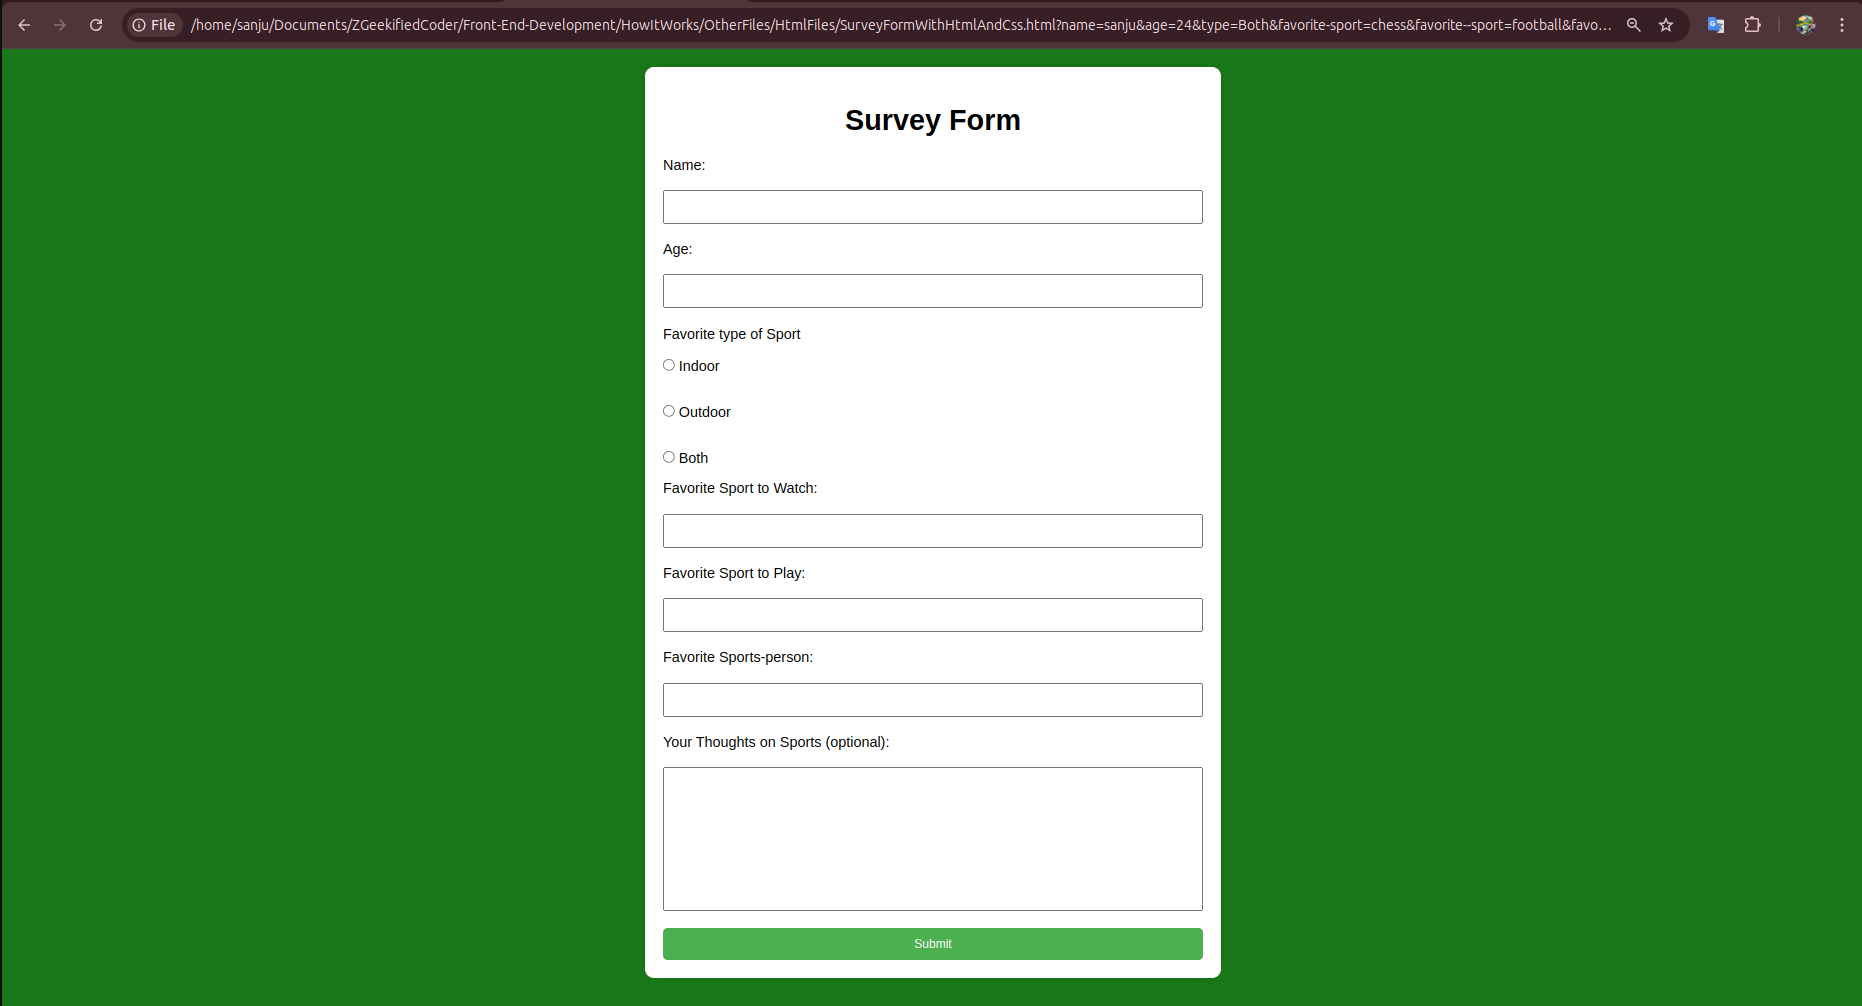 File /home/sanju/Documents/ZGeekifiedCoder/Front-End-Development/HowItWorks/OtherFiles/HtmlFiles/SurveyFormWithHtmlAndCss.html?name=sanju&age=24&type=Both&favorite-sport=chess&favorite--sport=football&favo...
Survey Form
Name:
Age:
Favorite type of Sport
Indoor
Outdoor
Both
Favorite Sport to Watch:
Favorite Sport to Play:
Favorite Sports-person:
Your Thoughts on Sports (optional):
Submit